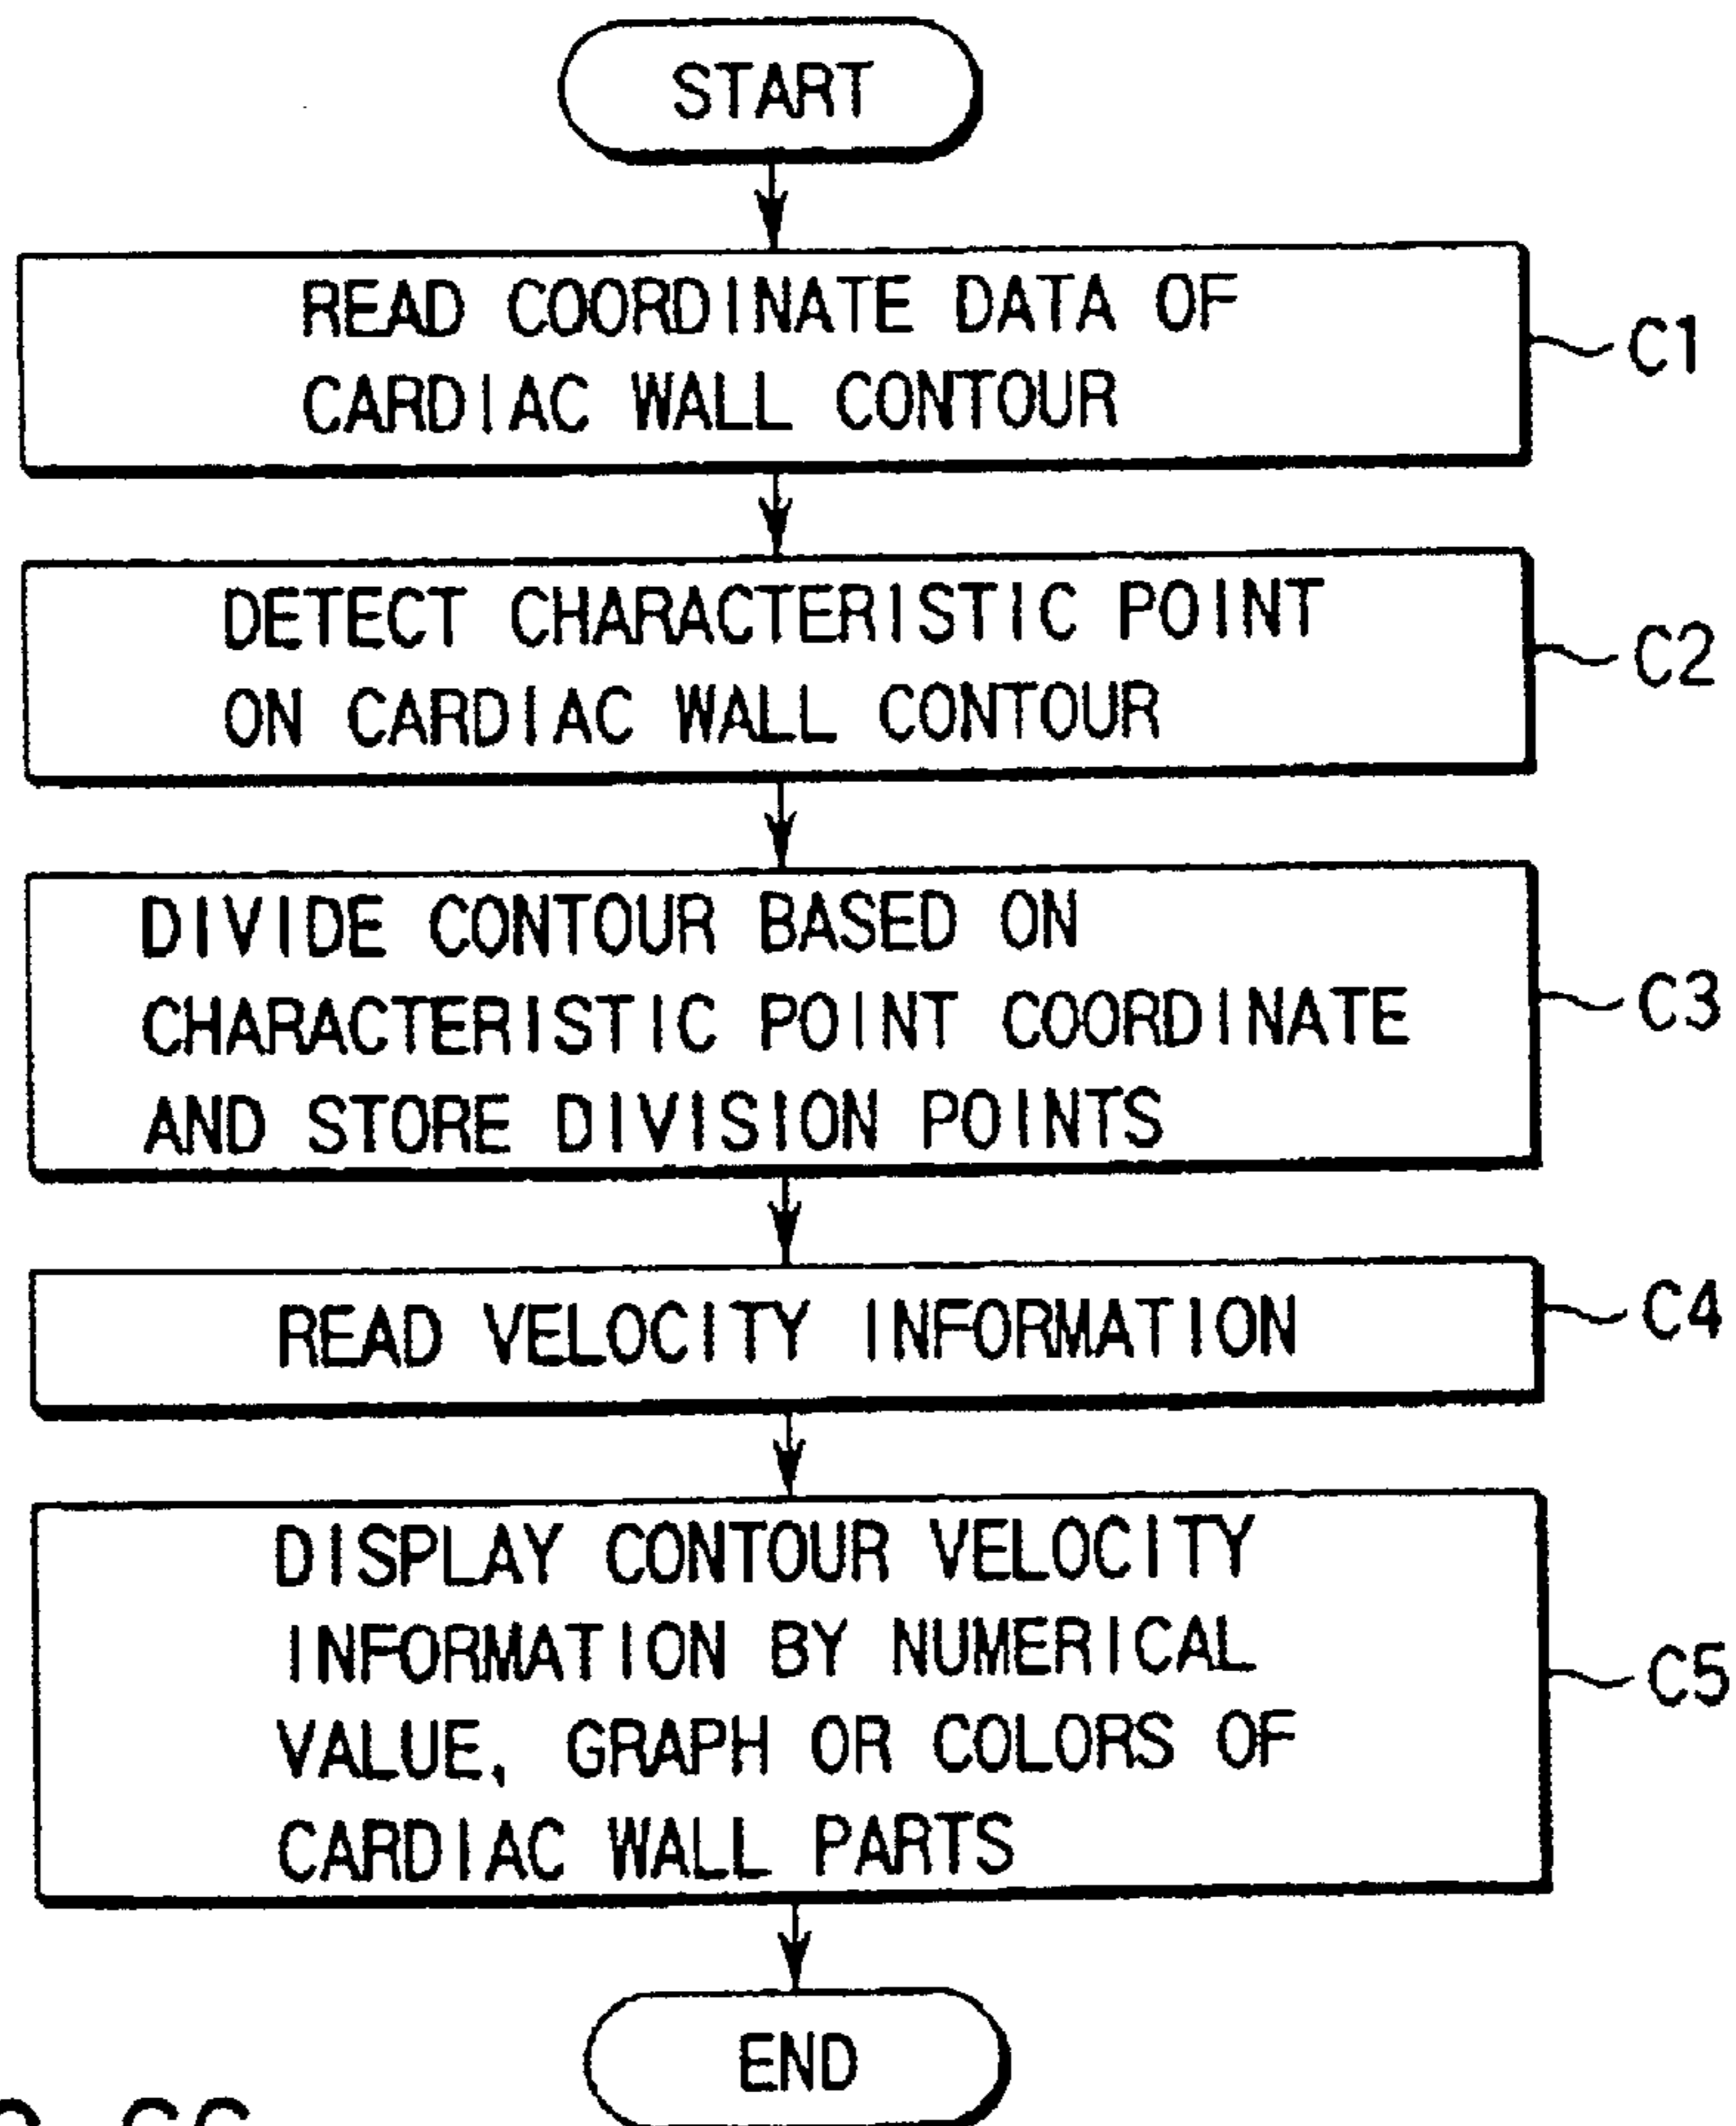 START
READ COORDINATE DATA OF
CARDIAC WALL CONTOUR
C1
DETECT CHARACTERISTIC POINT
ON CARDIAC WALL CONTOUR
C2
DIVIDE CONTOUR BASED ON
CHARACTERISTIC POINT COORDINATE
AND STORE DIVISION POINTS
C3
READ VELOCITY INFORMATION
C4
DISPLAY CONTOUR VELOCITY
INFORMATION BY NUMERICAL
VALUE, GRAPH OR COLORS OF
CARDIAC WALL PARTS
C5
END